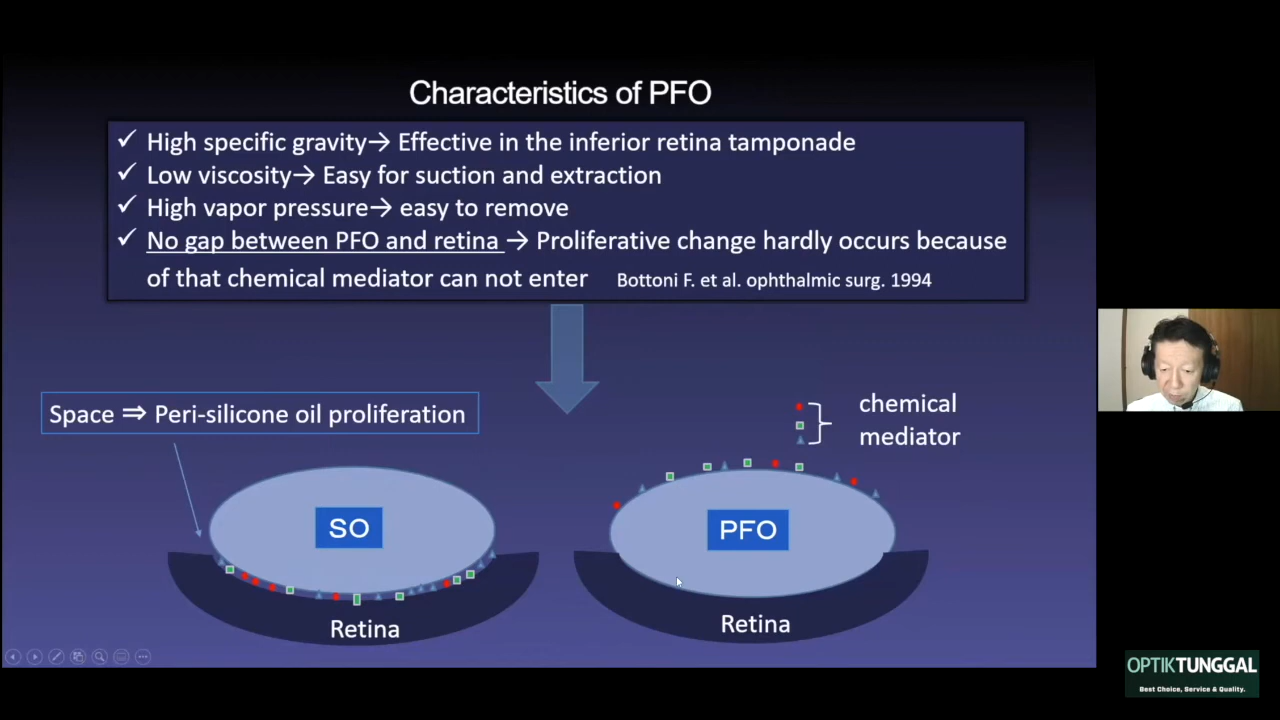 Characteristics of PFO
✓ High specific gravity→ Effective in the inferior retina tamponade
✓ Low viscosity→ Easy for suction and extraction
✓ High vapor pressure→ easy to remove
✓ No gap between PFO and retina → Proliferative change hardly occurs because
of that chemical mediator can not enter Bottoni F. et al. ophthalmic surg. 1994
Space ⇒ Peri-silicone oil proliferation
chemical
mediator
SO
PFO
Retina
Retina
OPTIKTUNGGAL
Best Choice, Service & Quality.